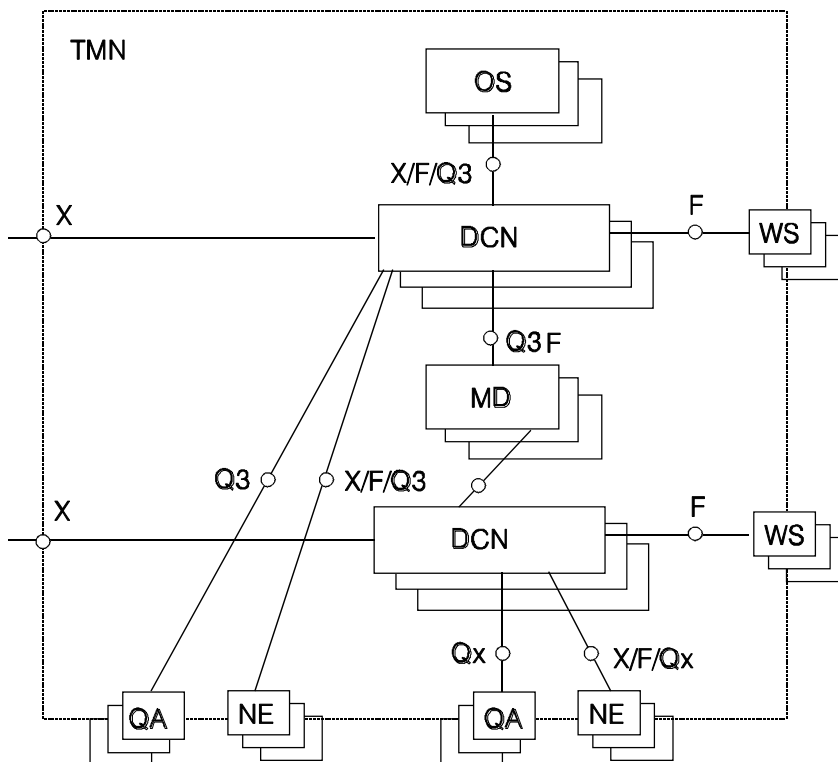 TMN
OS
X/F/Q3
X
DCN
F
WS
Q3 F
MD
Q3
X/F/Q3
X
DCN
F
WS
Qx
X/F/Qx
QA
NE
QA
NE